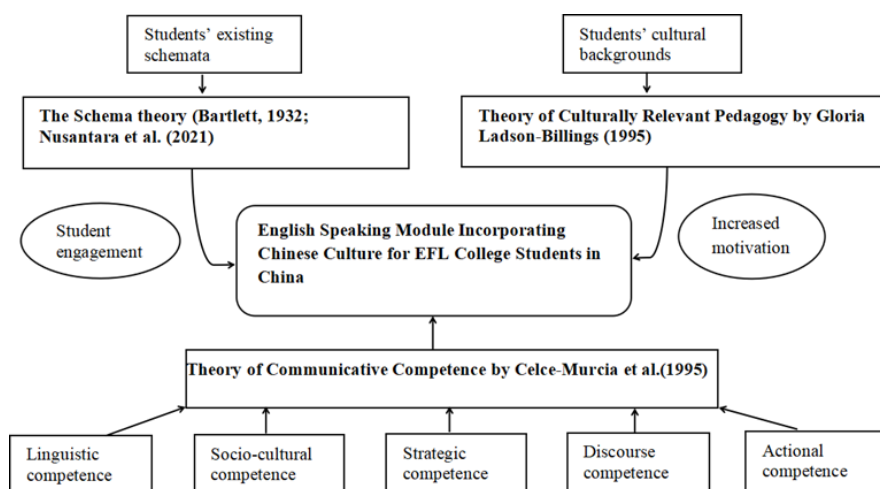 Students’ existing
schemata
Students’ cultural
backgrounds
The Schema theory (Bartlett, 1932;
Nusantara et al. (2021)
Theory of Culturally Relevant Pedagogy by Gloria
Ladson-Billings (1995)
Student
engagement
English Speaking Module Incorporating
Chinese Culture for EFL College Students in
China
Increased
motivation
Theory of Communicative Competence by Celce-Murcia et al.(1995)
Linguistic
competence
Socio-cultural
competence
Strategic
competence
Discourse
competence
Actional
competence